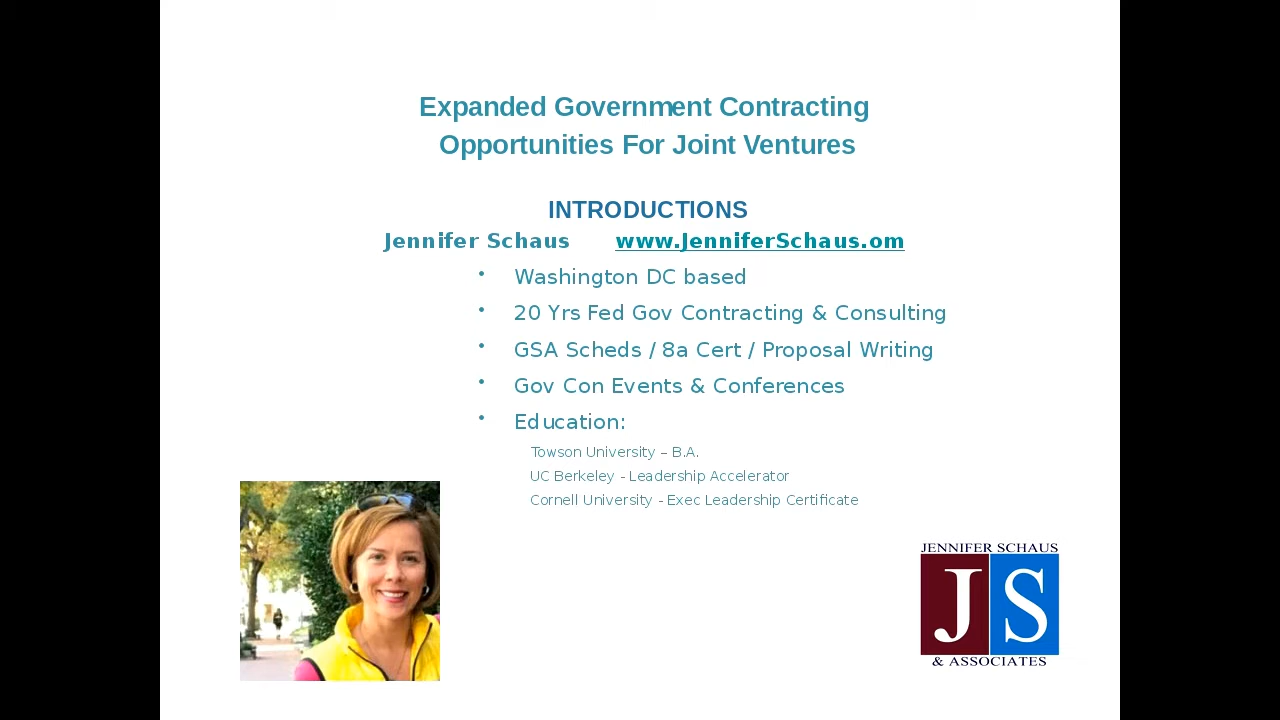 Expanded Government Contracting
Opportunities For Joint Ventures
INTRODUCTIONS
Jennifer Schaus www.JenniferSchaus.om
• Washington DC based
• 20 Yrs Fed Gov Contracting & Consulting
• GSA Scheds / 8a Cert / Proposal Writing
• Gov Con Events & Conferences
• Education:
Towson University – B.A.
UC Berkeley - Leadership Accelerator
Cornell University - Exec Leadership Certificate
JENNIFER SCHAUS
JS
& ASSOCIATES